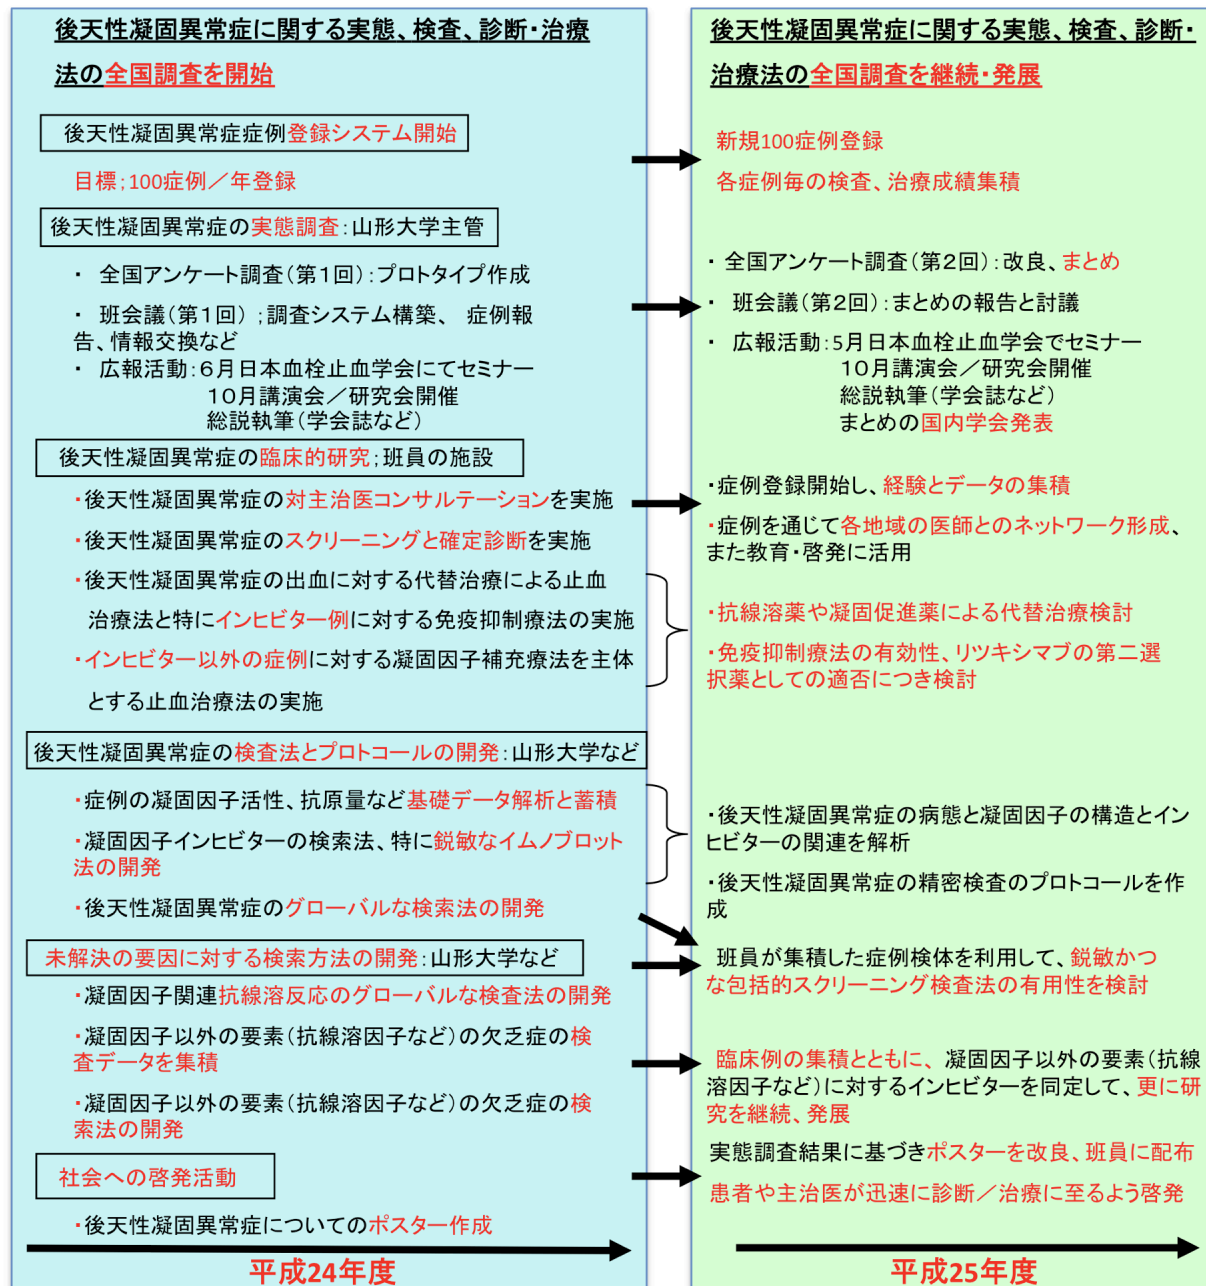 後天性凝固異常症に関する実態、検査、診断・治療
法の全国調査を開始
後天性凝固異常症症例登録システム開始
目標;100症例／年登録
後天性凝固異常症の実態調査:山形大学主管
・ 全国アンケート調査(第１回):プロトタイプ作成
・ 班会議(第１回) ;調査システム構築、 症例報
告、情報交換など
・ 広報活動:６月日本血栓止血学会にてセミナー
１０月講演会／研究会開催
総説執筆(学会誌など)
後天性凝固異常症の臨床的研究;班員の施設
・後天性凝固異常症の対主治医コンサルテーションを実施
・後天性凝固異常症のスクリーニングと確定診断を実施
・後天性凝固異常症の出血に対する代替治療による止血
治療法と特にインヒビター例に対する免疫抑制療法の実施
・インヒビター以外の症例に対する凝固因子補充療法を主体
とする止血治療法の実施
後天性凝固異常症の検査法とプロトコールの開発:山形大学など
・症例の凝固因子活性、抗原量など基礎データ解析と蓄積
・凝固因子インヒビターの検索法、特に鋭敏なイムノブロット
法の開発
・後天性凝固異常症のグローバルな検索法の開発
未解決の要因に対する検索方法の開発:山形大学など
・凝固因子関連抗線溶反応のグローバルな検査法の開発
・凝固因子以外の要素(抗線溶因子など)の欠乏症の検
査データを集積
・凝固因子以外の要素(抗線溶因子など)の欠乏症の検
索法の開発
社会への啓発活動
・後天性凝固異常症についてのポスター作成
平成24年度
後天性凝固異常症に関する実態、検査、診断・
治療法の全国調査を継続・発展
新規100症例登録
各症例毎の検査、治療成績集積
・ 全国アンケート調査(第２回):改良、まとめ
・ 班会議(第２回):まとめの報告と討議
・ 広報活動:5月日本血栓止血学会でセミナー
１０月講演会／研究会開催
総説執筆(学会誌など)
まとめの国内学会発表
・症例登録開始し、経験とデータの集積
・症例を通じて各地域の医師とのネットワーク形成、
また教育・啓発に活用
・抗線溶薬や凝固促進薬による代替治療検討
・免疫抑制療法の有効性、リツキシマブの第二選
択薬としての適否につき検討
・後天性凝固異常症の病態と凝固因子の構造とイン
ヒビターの関連を解析
・後天性凝固異常症の精密検査のプロトコールを作
成
班員が集積した症例検体を利用して、鋭敏かつ
な包括的スクリーニング検査法の有用性を検討
臨床例の集積とともに、凝固因子以外の要素(抗線
溶因子など)に対するインヒビターを同定して、更に研
究を継続、発展
実態調査結果に基づきポスターを改良、班員に配布
患者や主治医が迅速に診断／治療に至るよう啓発
平成25年度